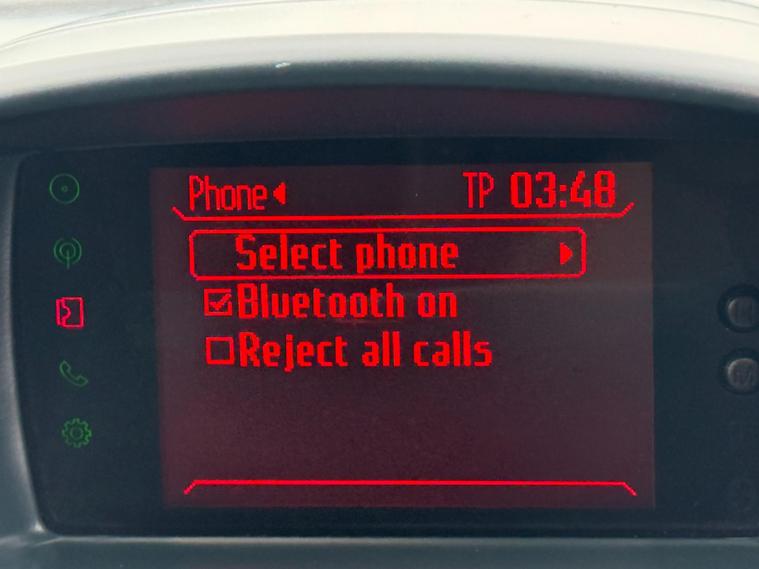 Phone
TP 03:48
Select phone
Bluetooth on
Reject all calls